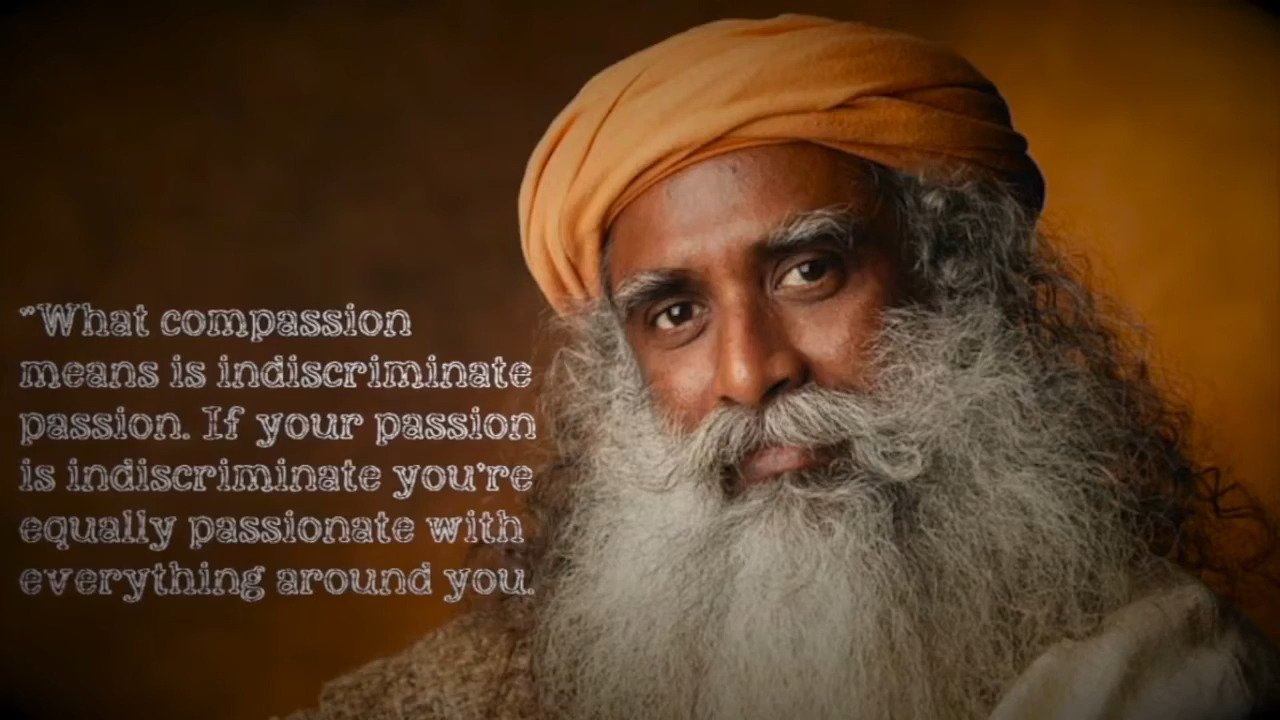 “What compassion
means is indiscriminate
passion. If your passion
is indiscriminate you're
equally passionate with
everything around you.